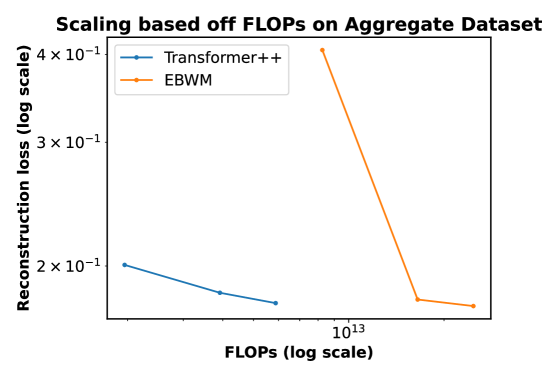 Scaling based off FLOPs on Aggregate Dataset
Transformer++
EBWM
Reconstruction loss (log scale)
4 × 10⁻¹
3 × 10⁻¹
2 × 10⁻¹
10¹³
FLOPs (log scale)